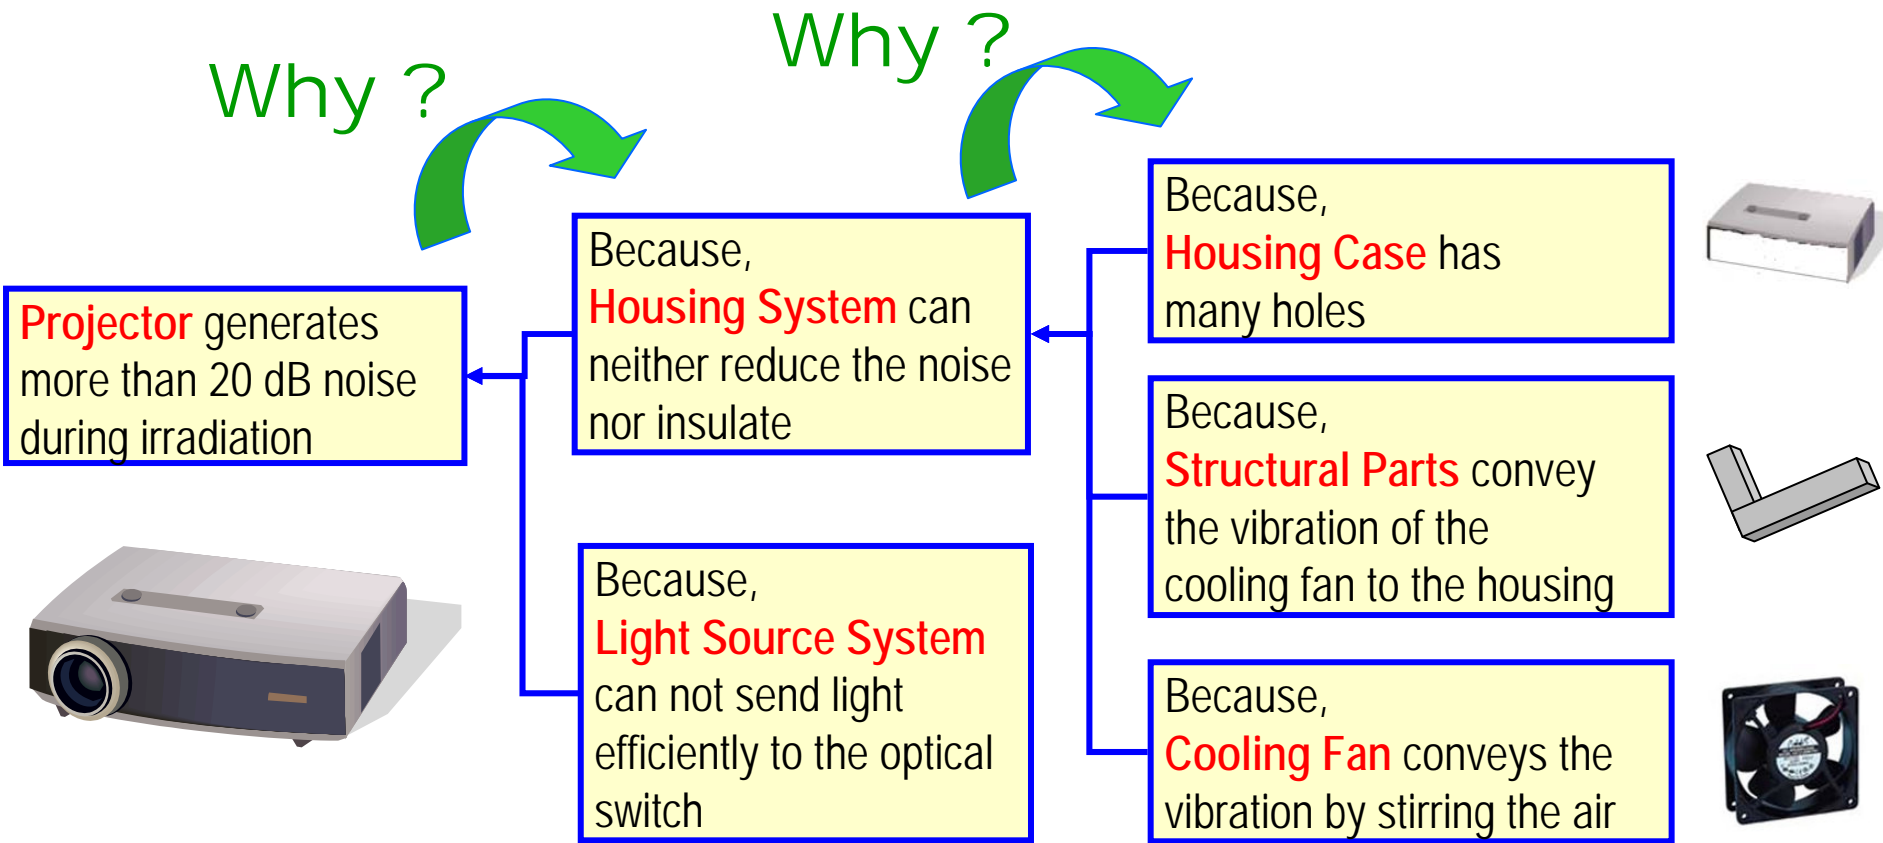 Why ?
Why ?
Projector generates
more than 20 dB noise
during irradiation
Because,
Housing System can
neither reduce the noise
nor insulate
Because,
Light Source System
can not send light
efficiently to the optical
switch
Because,
Housing Case has
many holes
Because,
Structural Parts convey
the vibration of the
cooling fan to the housing
Because,
Cooling Fan conveys the
vibration by stirring the air